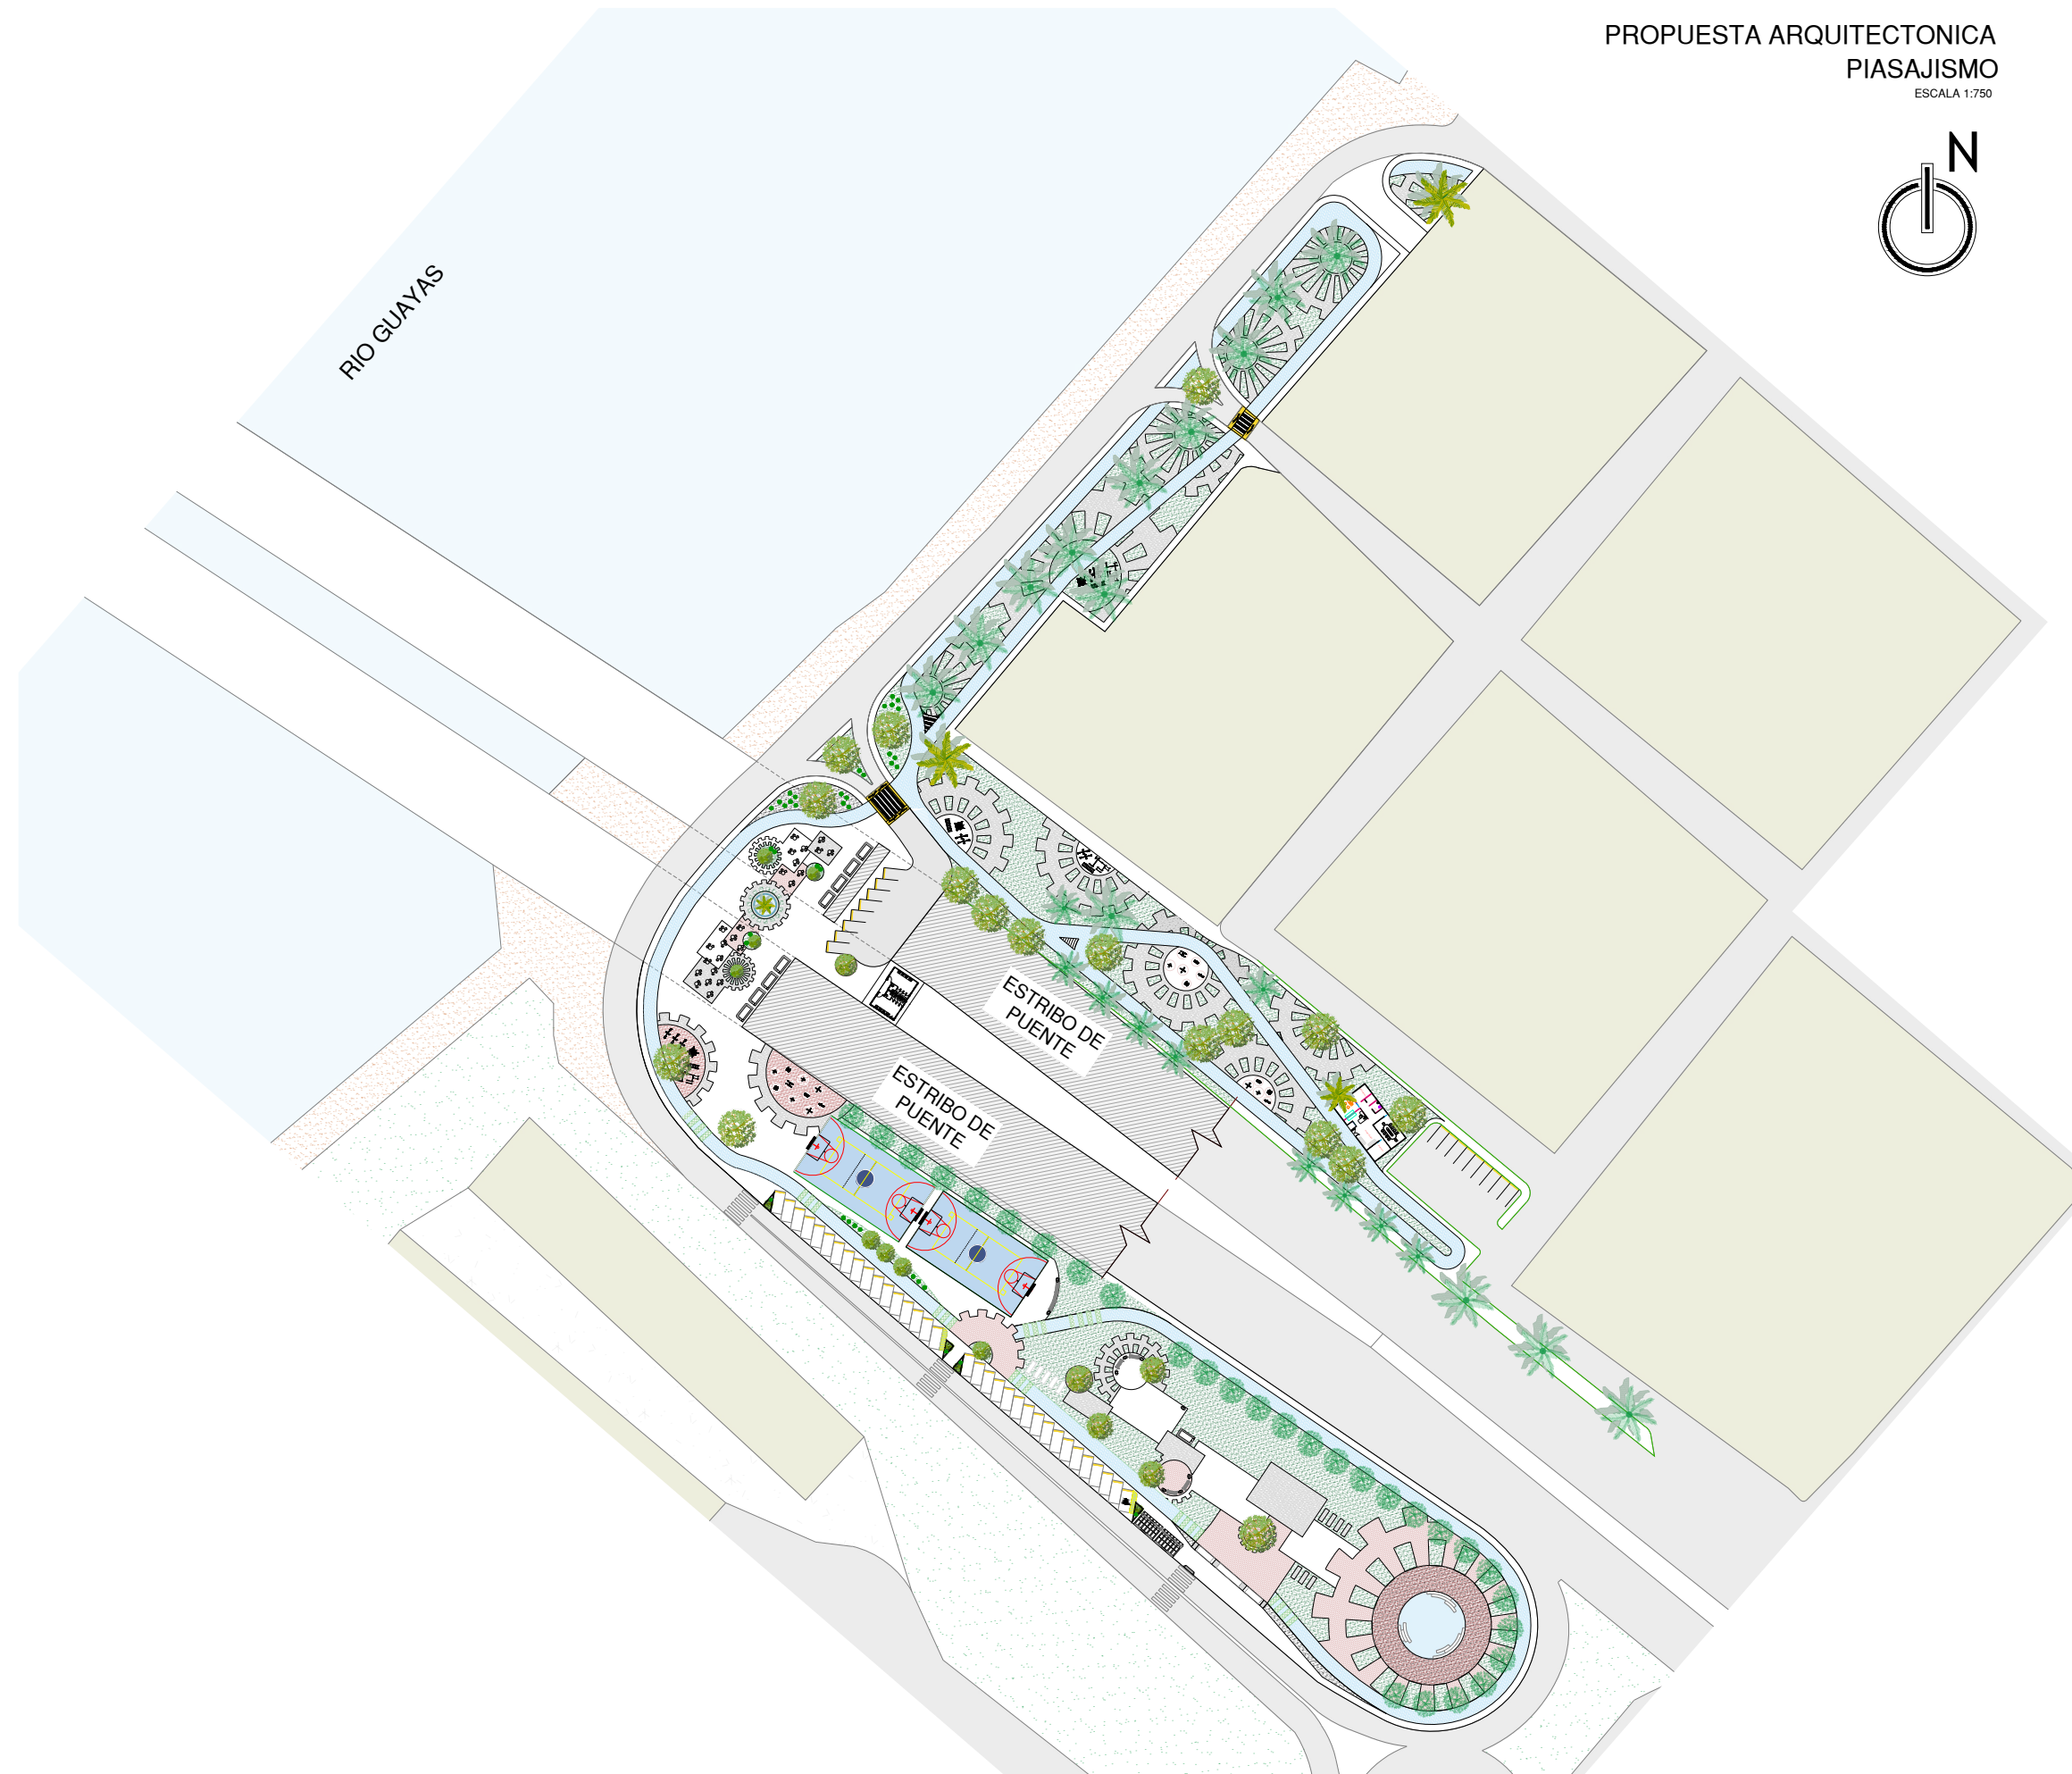 PROPUESTA ARQUITECTONICA
PIASAJISMO
ESCALA 1:750
N
RIO GUAYAS
ESTRIBO DE
PUENTE
ESTRIBO DE
PUENTE